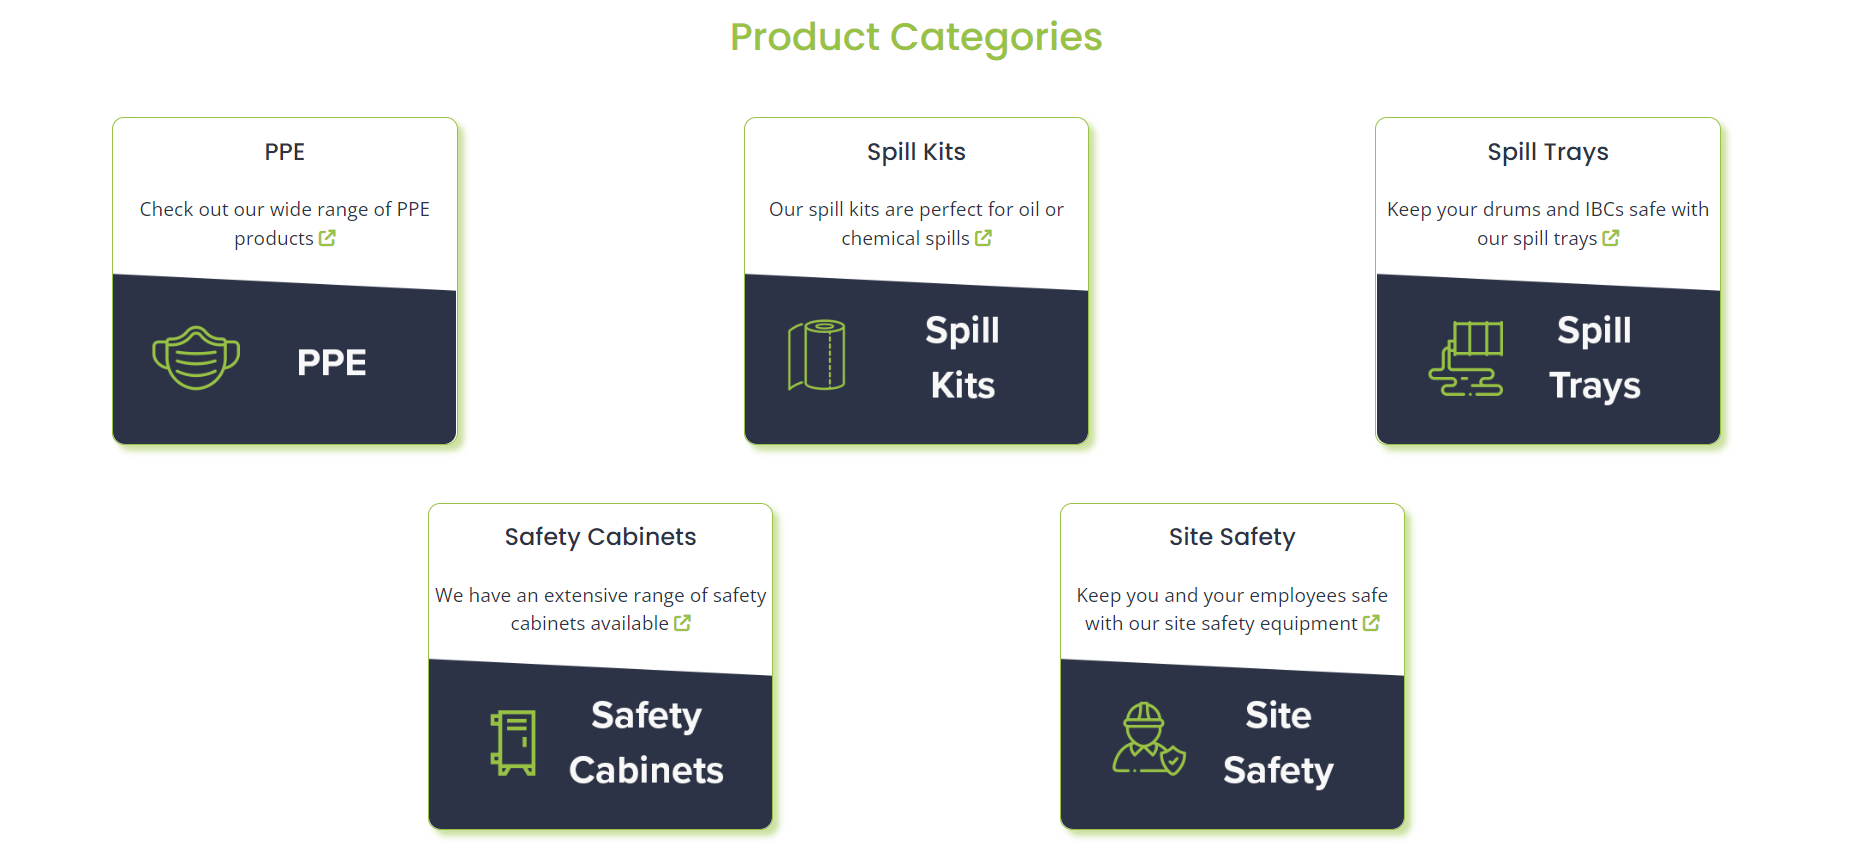 Product Categories
PPE
Check out our wide range of PPE
products
PPE
Spill Kits
Our spill kits are perfect for oil or
chemical spills
Spill
Kits
Spill Trays
Keep your drums and IBCs safe with
our spill trays
Spill
Trays
Safety Cabinets
We have an extensive range of safety
cabinets available
Safety
Cabinets
Site Safety
Keep you and your employees safe
with our site safety equipment
Site
Safety